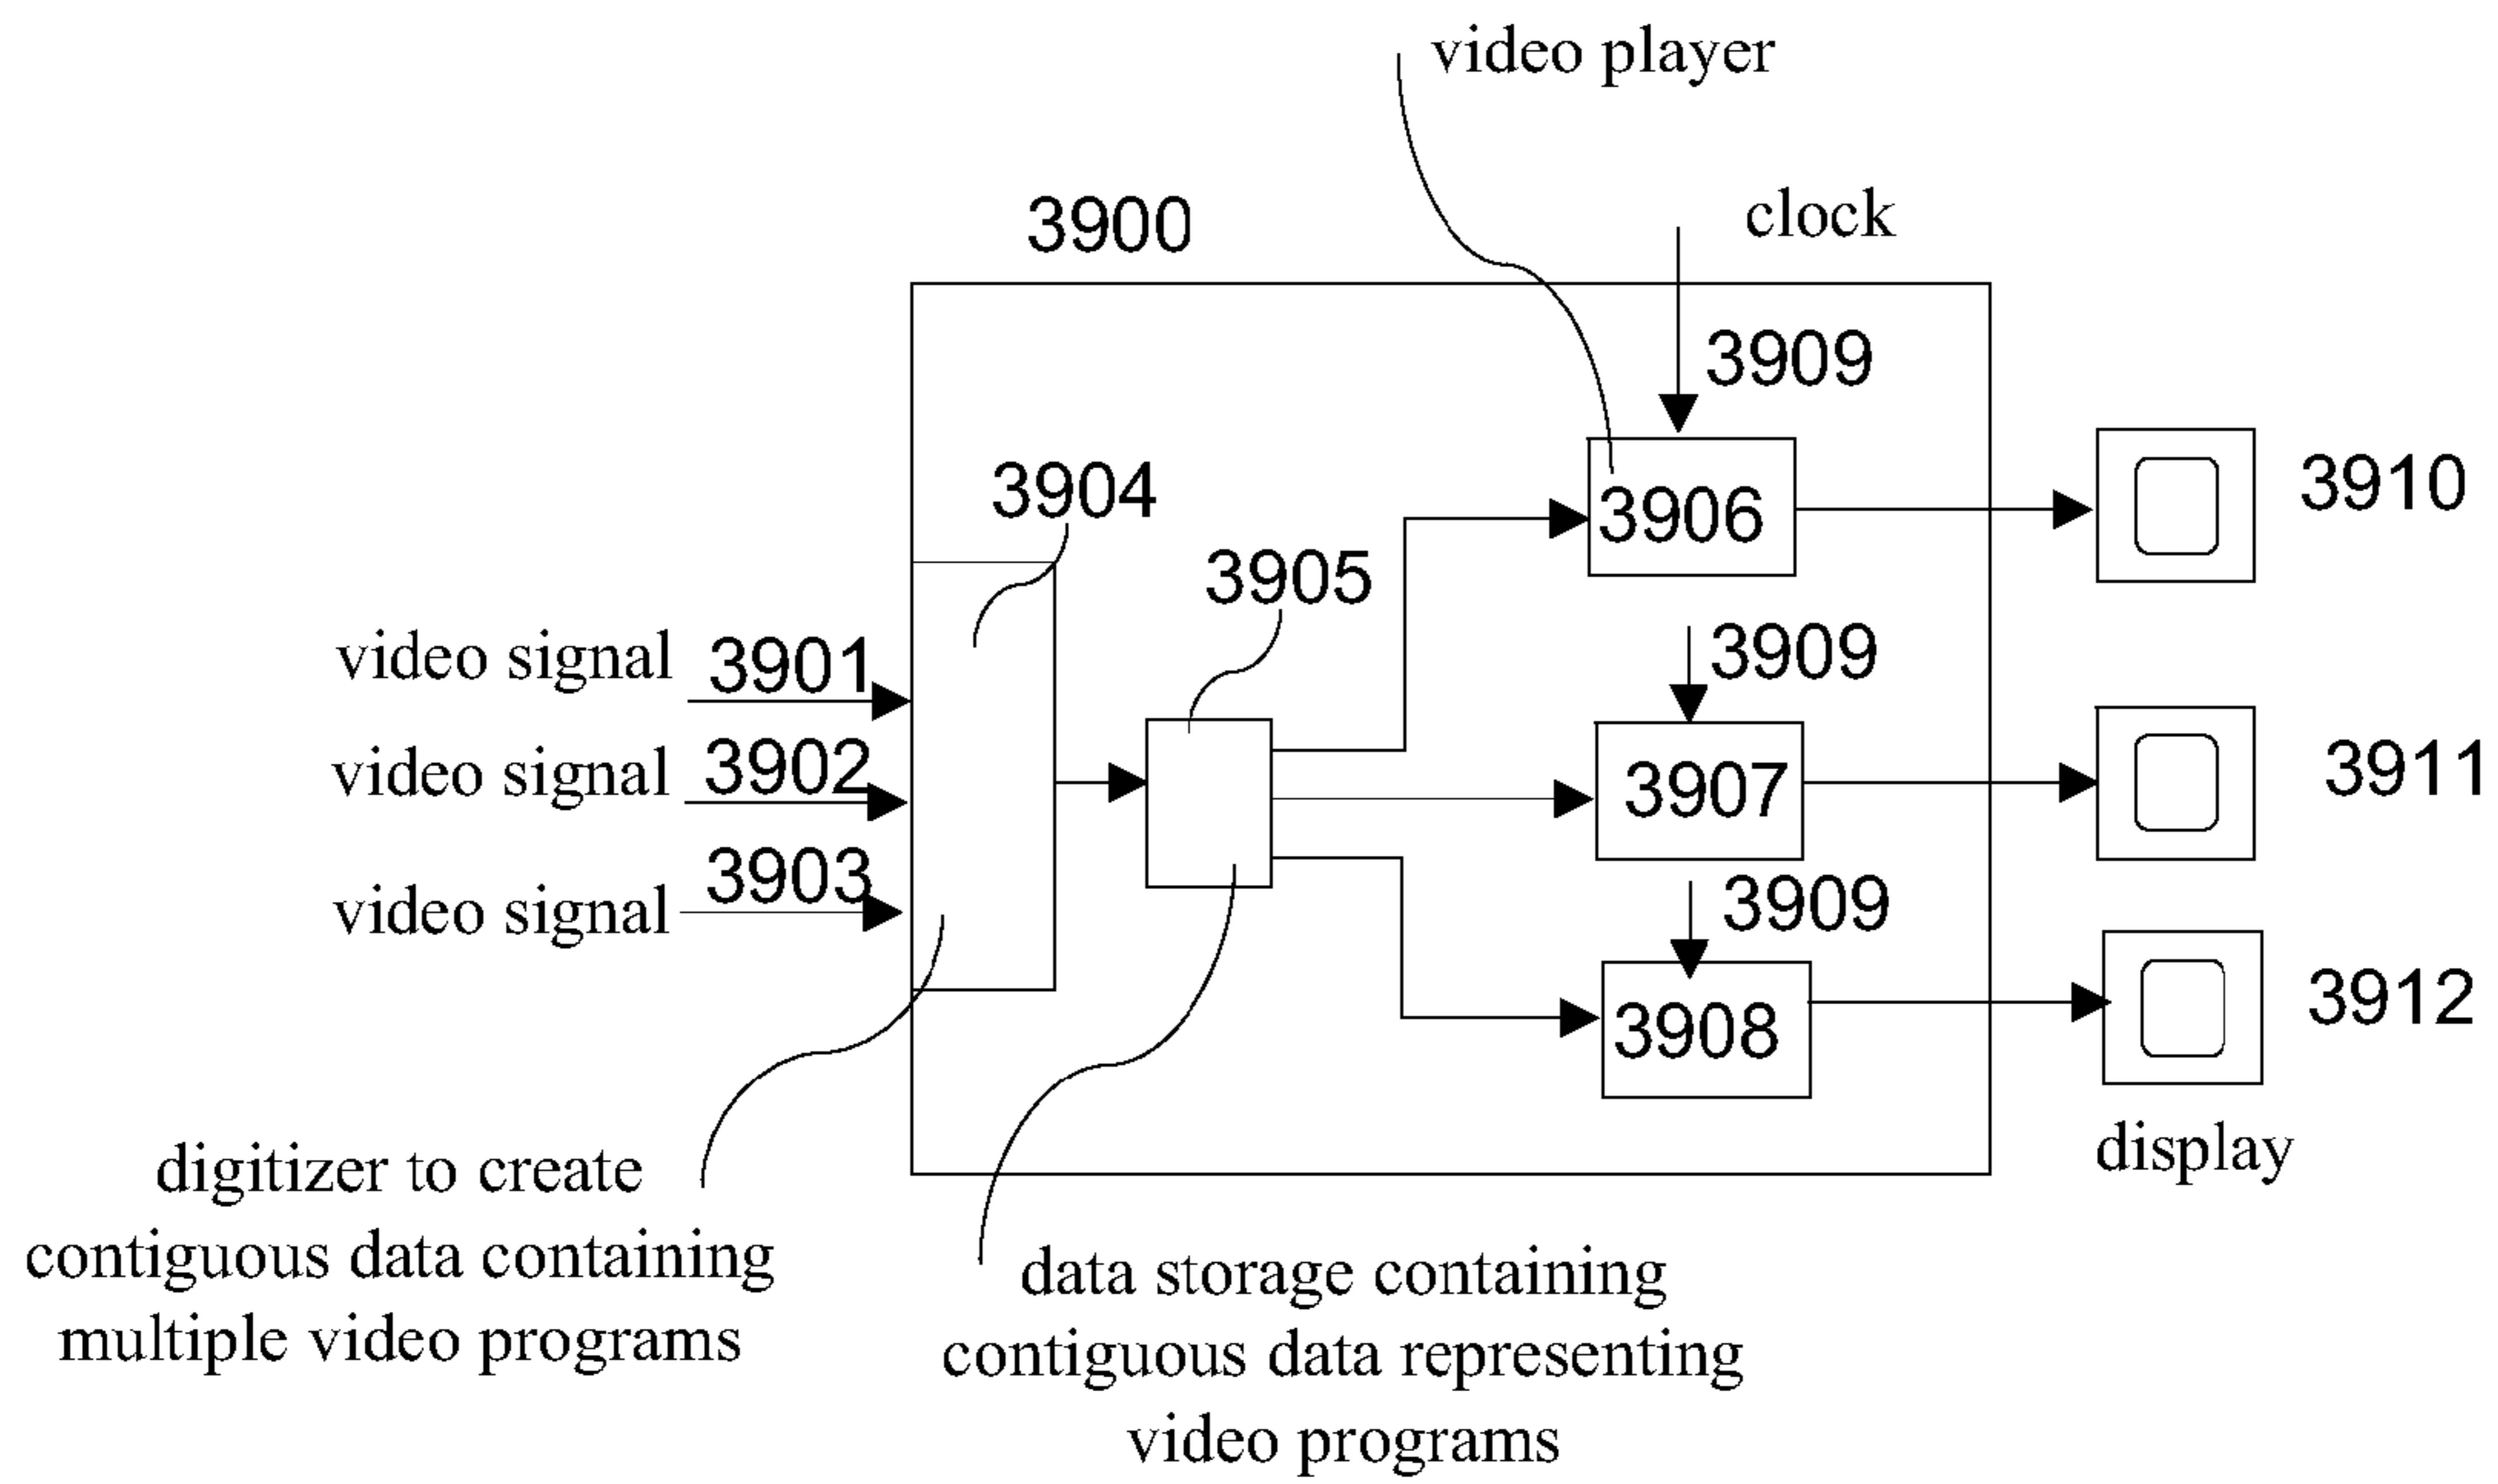 video player
clock
3900
3909
3904
3905
3906
3910
video signal 3901
3909
video signal 3902
3907
3911
video signal 3903
3909
3908
3912
display
digitizer to create
contiguous data containing
multiple video programs
data storage containing
contiguous data representing
video programs